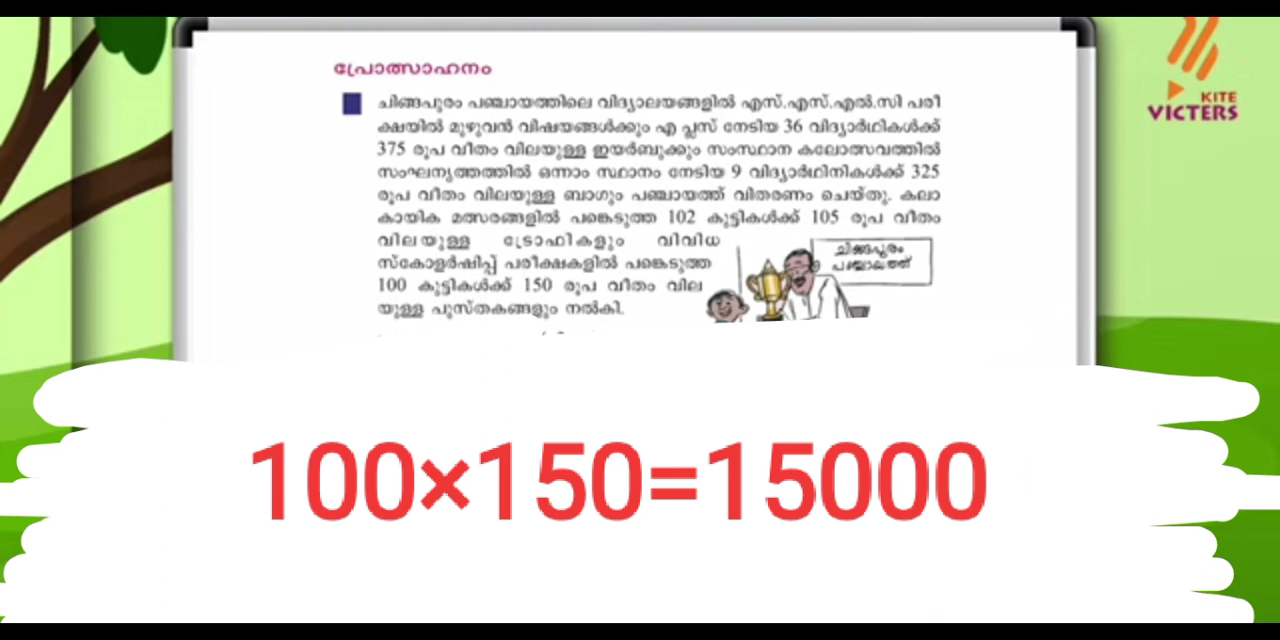 പ്രോത്സാഹനം
ചിങ്ങപുരം പഞ്ചായത്തിലെ വിദ്യാലയങ്ങളിൽ എസ്.എസ്.എൽ.സി പരീ
ക്ഷയിൽ മുഴുവൻ വിഷയങ്ങൾക്കും എ പ്ലസ് നേടിയ 36 വിദ്യാർഥികൾക്ക്
375 രൂപ വീതം വിലയുള്ള ഇയർബുക്കും സംസ്ഥാന കലോത്സവത്തിൽ
സംഘനൃത്തത്തിൽ ഒന്നാം സ്ഥാനം നേടിയ 9 വിദ്യാർഥിനികൾക്ക് 325
രൂപ വീതം വിലയുള്ള ബാഗും പഞ്ചായത്ത് വിതരണം ചെയ്തു. കലാ
കായിക മത്സരങ്ങളിൽ പങ്കെടുത്ത 102 കുട്ടികൾക്ക് 105 രൂപ വീതം
വിലയുള്ള ട്രോഫികളും വിവിധ
സ്കോളർഷിപ്പ് പരീക്ഷകളിൽ പങ്കെടുത്ത
100 കുട്ടികൾക്ക് 150 രൂപ വീതം വില
യുള്ള പുസ്തകങ്ങളും നൽകി.
ചിങ്ങപുരം
പഞ്ചായത്ത്
KITE
VICTERS
100×150=15000